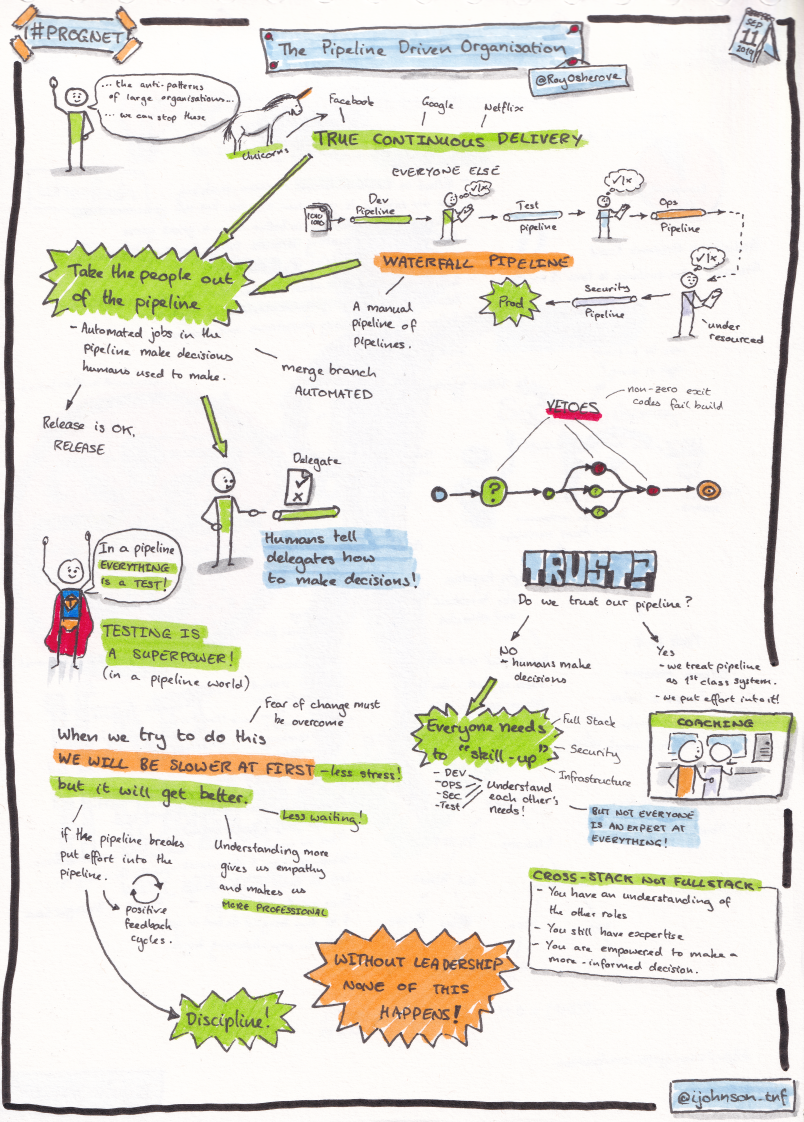 #PROGNET
The Pipeline Driven Organisation
@RoyOsherove
SEP
11
2019
... the anti-patterns
of large organisations...
... we can stop these
Unicorns
Facebook
Google
Netflix
TRUE CONTINUOUS DELIVERY
EVERYONE ELSE
Dev
Pipeline
✓/x
Test
pipeline
✓/x
Ops
Pipeline
✓/x
under
resourced
Security
Pipeline
Prod
WATERFALL PIPELINE
A manual
pipeline of
pipelines.
Take the people out
of the pipeline
- Automated jobs in the
pipeline make decisions
humans used to make.
merge branch
AUTOMATED
Release is OK,
RELEASE
Delegate
Humans tell
delegates how
to make decisions!
VETOES
non-zero exit
codes fail build
?
In a pipeline
EVERYTHING
is a TEST!
T
TESTING IS
A SUPERPOWER!
(in a pipeline world)
TRUST?
Do we trust our pipeline?
NO
- humans make
decisions
Yes
- we treat pipeline
as 1st class system.
- we put effort into it!
COACHING
Everyone needs
to "skill-up"
Full Stack
Security
Infrastructure
- DEV
- OPS
- Sec
- Test
Understand
each other's
needs!
BUT NOT EVERYONE
IS AN EXPERT AT
EVERYTHING!
Fear of change must
be overcome
When we try to do this
WE WILL BE SLOWER AT FIRST - less stress!
but it will get better.
Less waiting!
if the pipeline breaks
put effort into the
pipeline.
positive
feedback
cycles.
Understanding more
gives us empathy
and makes us
MORE PROFESSIONAL
CROSS-STACK NOT FULLSTACK
- You have an understanding of
the other roles
- You still have excpertise
- You are empowered to make a
more-informed decision.
WITHOUT LEADERSHIP
NONE OF THIS
HAPPENS!
Discipline!
@ijohnson_tnf